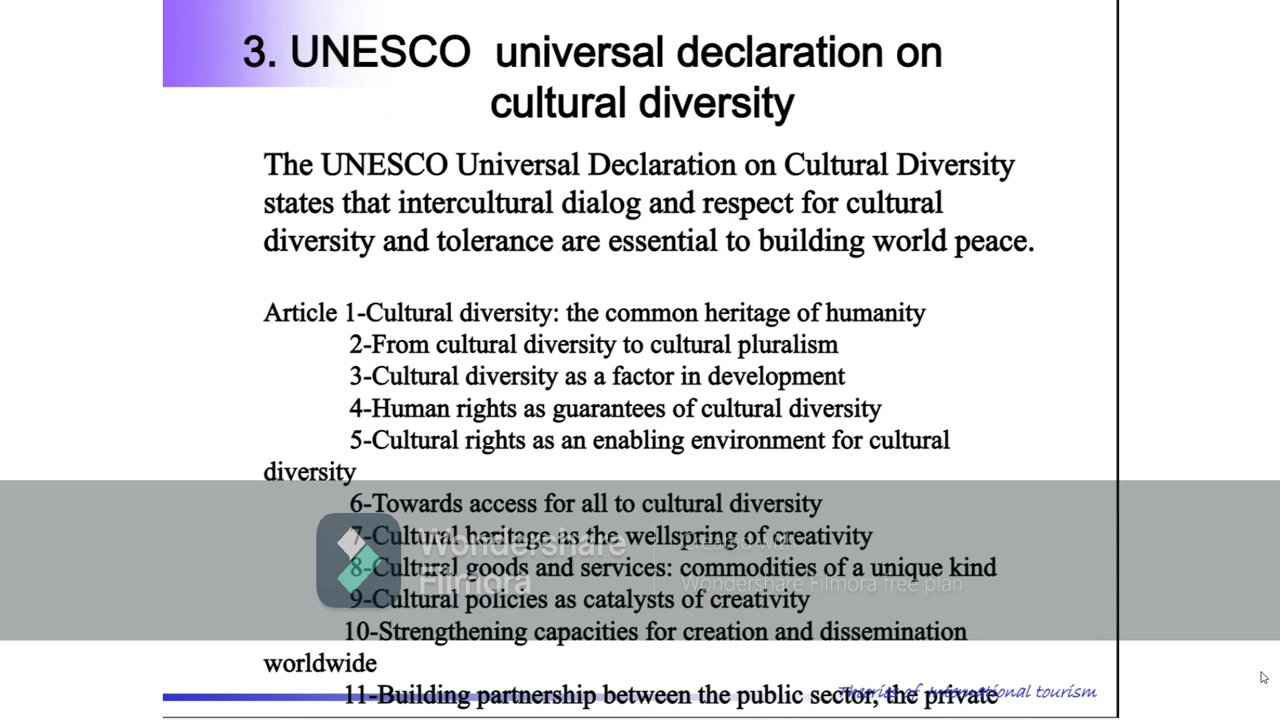 3. UNESCO universal declaration on
cultural diversity
The UNESCO Universal Declaration on Cultural Diversity
states that intercultural dialog and respect for cultural
diversity and tolerance are essential to building world peace.
Article 1-Cultural diversity: the common heritage of humanity
2-From cultural diversity to cultural pluralism
3-Cultural diversity as a factor in development
4-Human rights as guarantees of cultural diversity
5-Cultural rights as an enabling environment for cultural
diversity
6-Towards access for all to cultural diversity
7-Cultural heritage as the wellspring of creativity
8-Cultural goods and services: commodities of a unique kind
9-Cultural policies as catalysts of creativity
10-Strengthening capacities for creation and dissemination
worldwide
11-Building partnership between the public sector, the private
Theories of international tourism
Wondershare
Filmora
Created with
Wondershare Filmora free plan